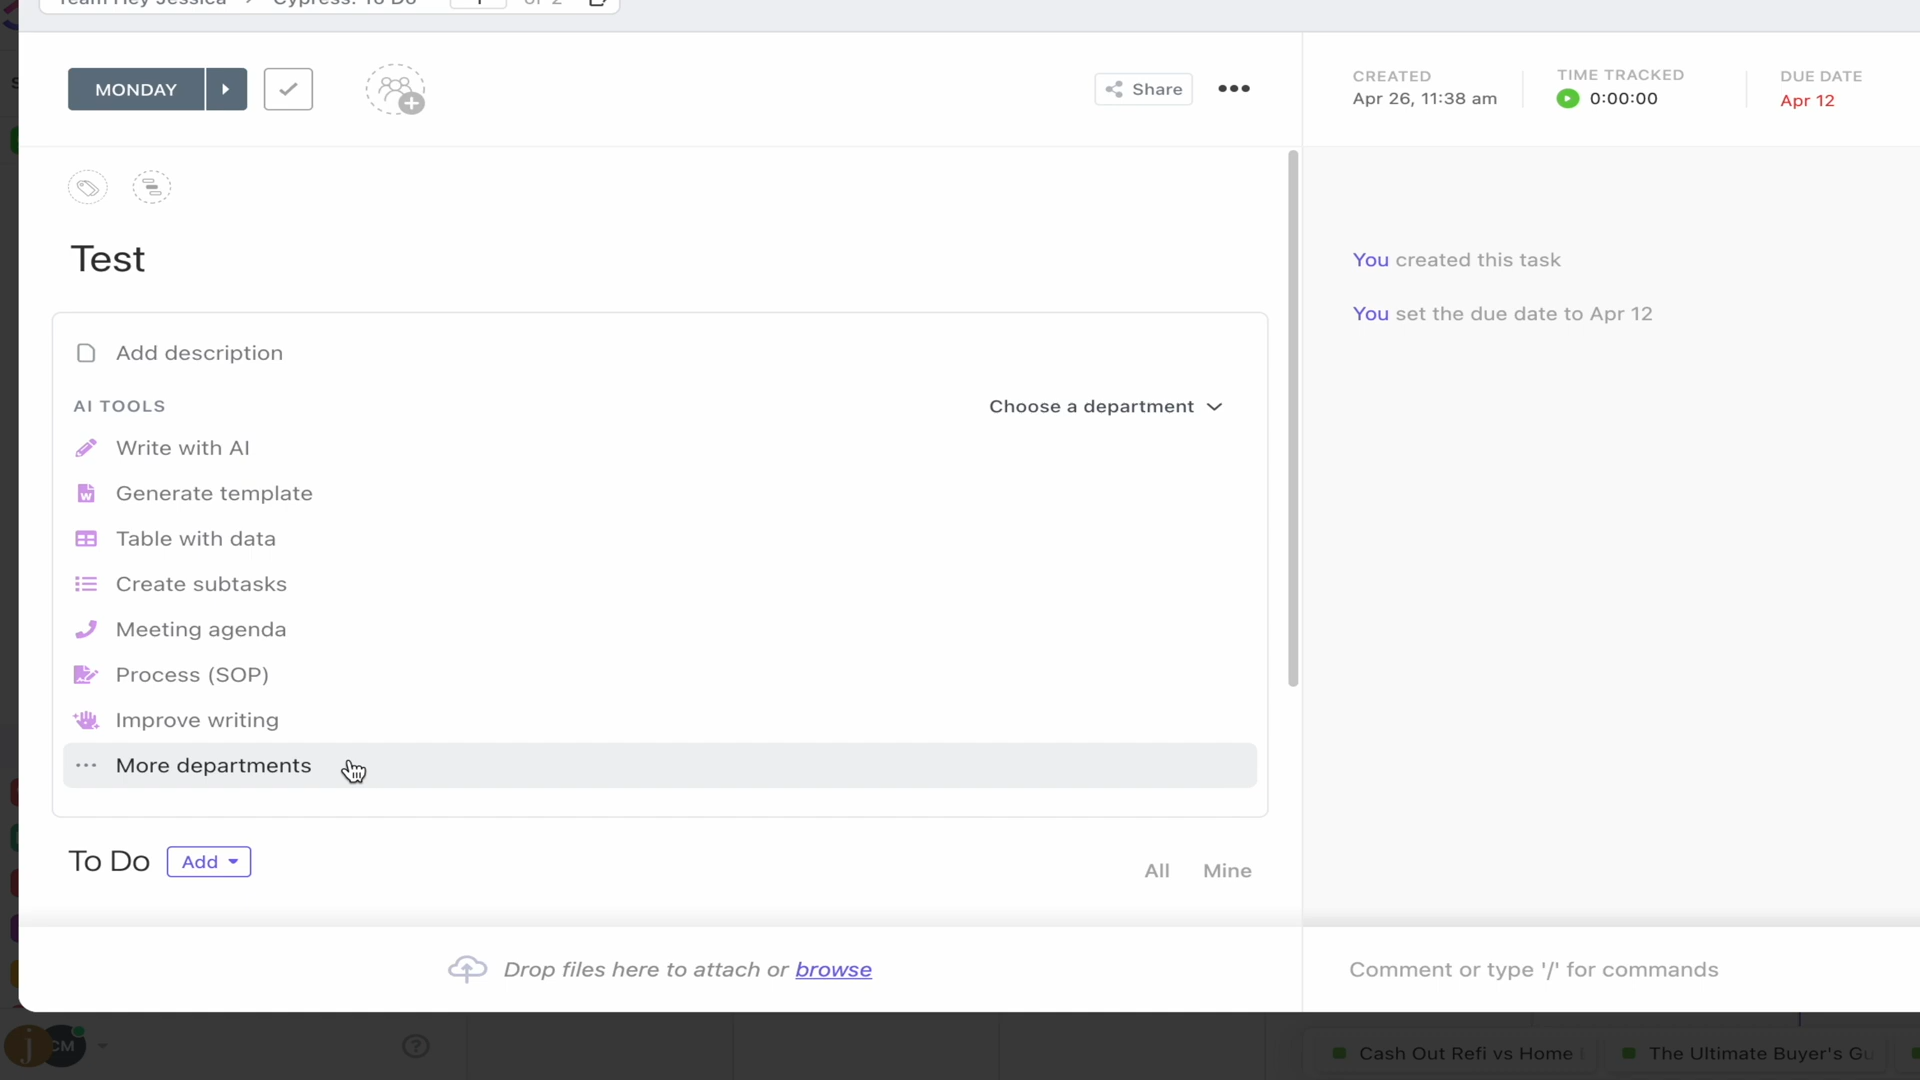 Team Hey Jessica > Cypress: To Do
of 2
MONDAY
Share
CREATED
Apr 26, 11:38 am
TIME TRACKED
0:00:00
DUE DATE
Apr 12
Test
You created this task
You set the due date to Apr 12
Add description
AI TOOLS
Choose a department
Write with AI
Generate template
Table with data
Create subtasks
Meeting agenda
Process (SOP)
Improve writing
More departments
To Do
Add
All
Mine
Drop files here to attach or browse
Comment or type '/' for commands
j
CM
?
Cash Out Refi vs Home
The Ultimate Buyer's Gu